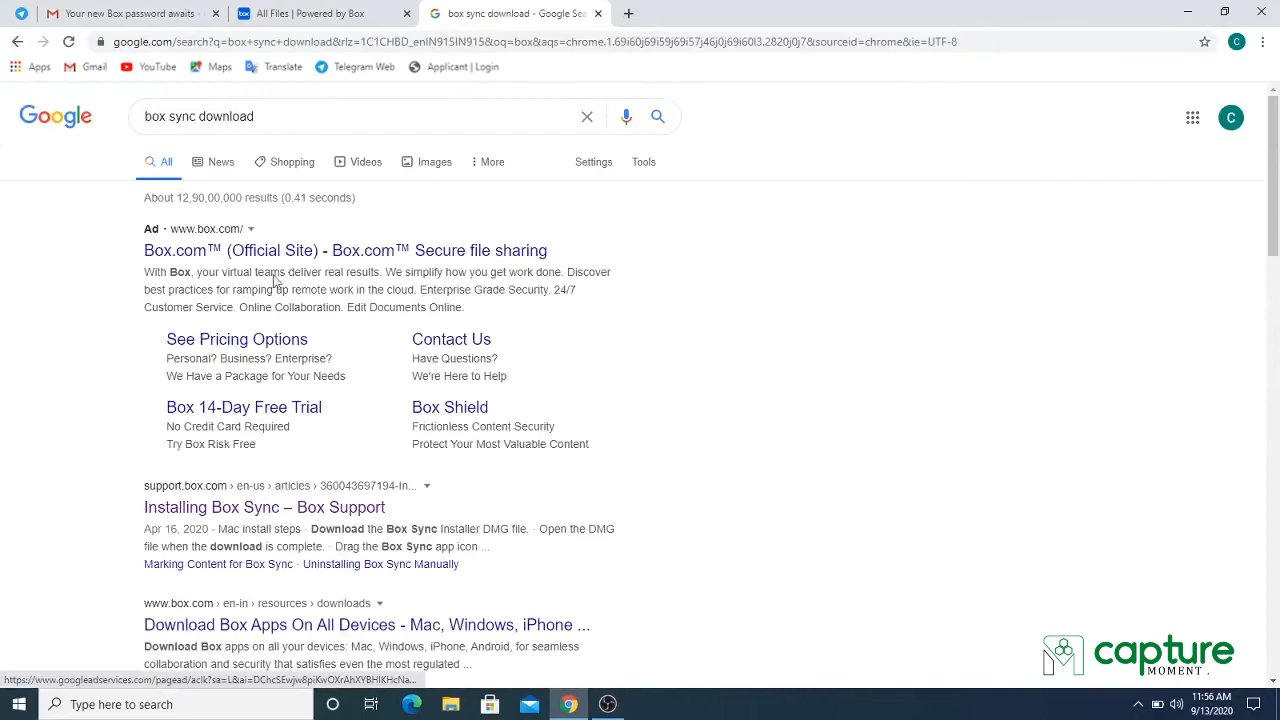 Your new Box password awaits -
All Files | Powered by Box
box sync download - Google Sea
google.com/search?q=box+sync+download&rlz=1C1CHBD_enIN915IN915&oq=box&aqs=chrome.1.69i60j69i59j69i57j46j0j69i60l3.2820j0j7&sourceid=chrome&ie=UTF-8
C
Apps
Gmail
YouTube
Maps
Translate
Telegram Web
Applicant | Login
Google
box sync download
C
All
News
Shopping
Videos
Images
More
Settings
Tools
About 12,90,00,000 results (0.41 seconds)
Ad · www.box.com/
Box.com™ (Official Site) - Box.com™ Secure file sharing
With Box, your virtual teams deliver real results. We simplify how you get work done. Discover
best practices for ramping up remote work in the cloud. Enterprise Grade Security. 24/7
Customer Service. Online Collaboration. Edit Documents Online.
See Pricing Options
Personal? Business? Enterprise?
We Have a Package for Your Needs
Contact Us
Have Questions?
We're Here to Help
Box 14-Day Free Trial
No Credit Card Required
Try Box Risk Free
Box Shield
Frictionless Content Security
Protect Your Most Valuable Content
support.box.com › en-us › articles › 360043697194-In...
Installing Box Sync – Box Support
Apr 16, 2020 - Mac install steps · Download the Box Sync Installer DMG file. · Open the DMG
file when the download is complete. · Drag the Box Sync app icon ...
Marking Content for Box Sync · Uninstalling Box Sync Manually
www.box.com › en-in › resources › downloads
Download Box Apps On All Devices - Mac, Windows, iPhone ...
Download Box apps on all your devices. Mac, Windows, iPhone, Android, for seamless
collaboration and security that satisfies even the most regulated ...
capture
MOMENT .
Type here to search
11:56 AM
9/13/2020